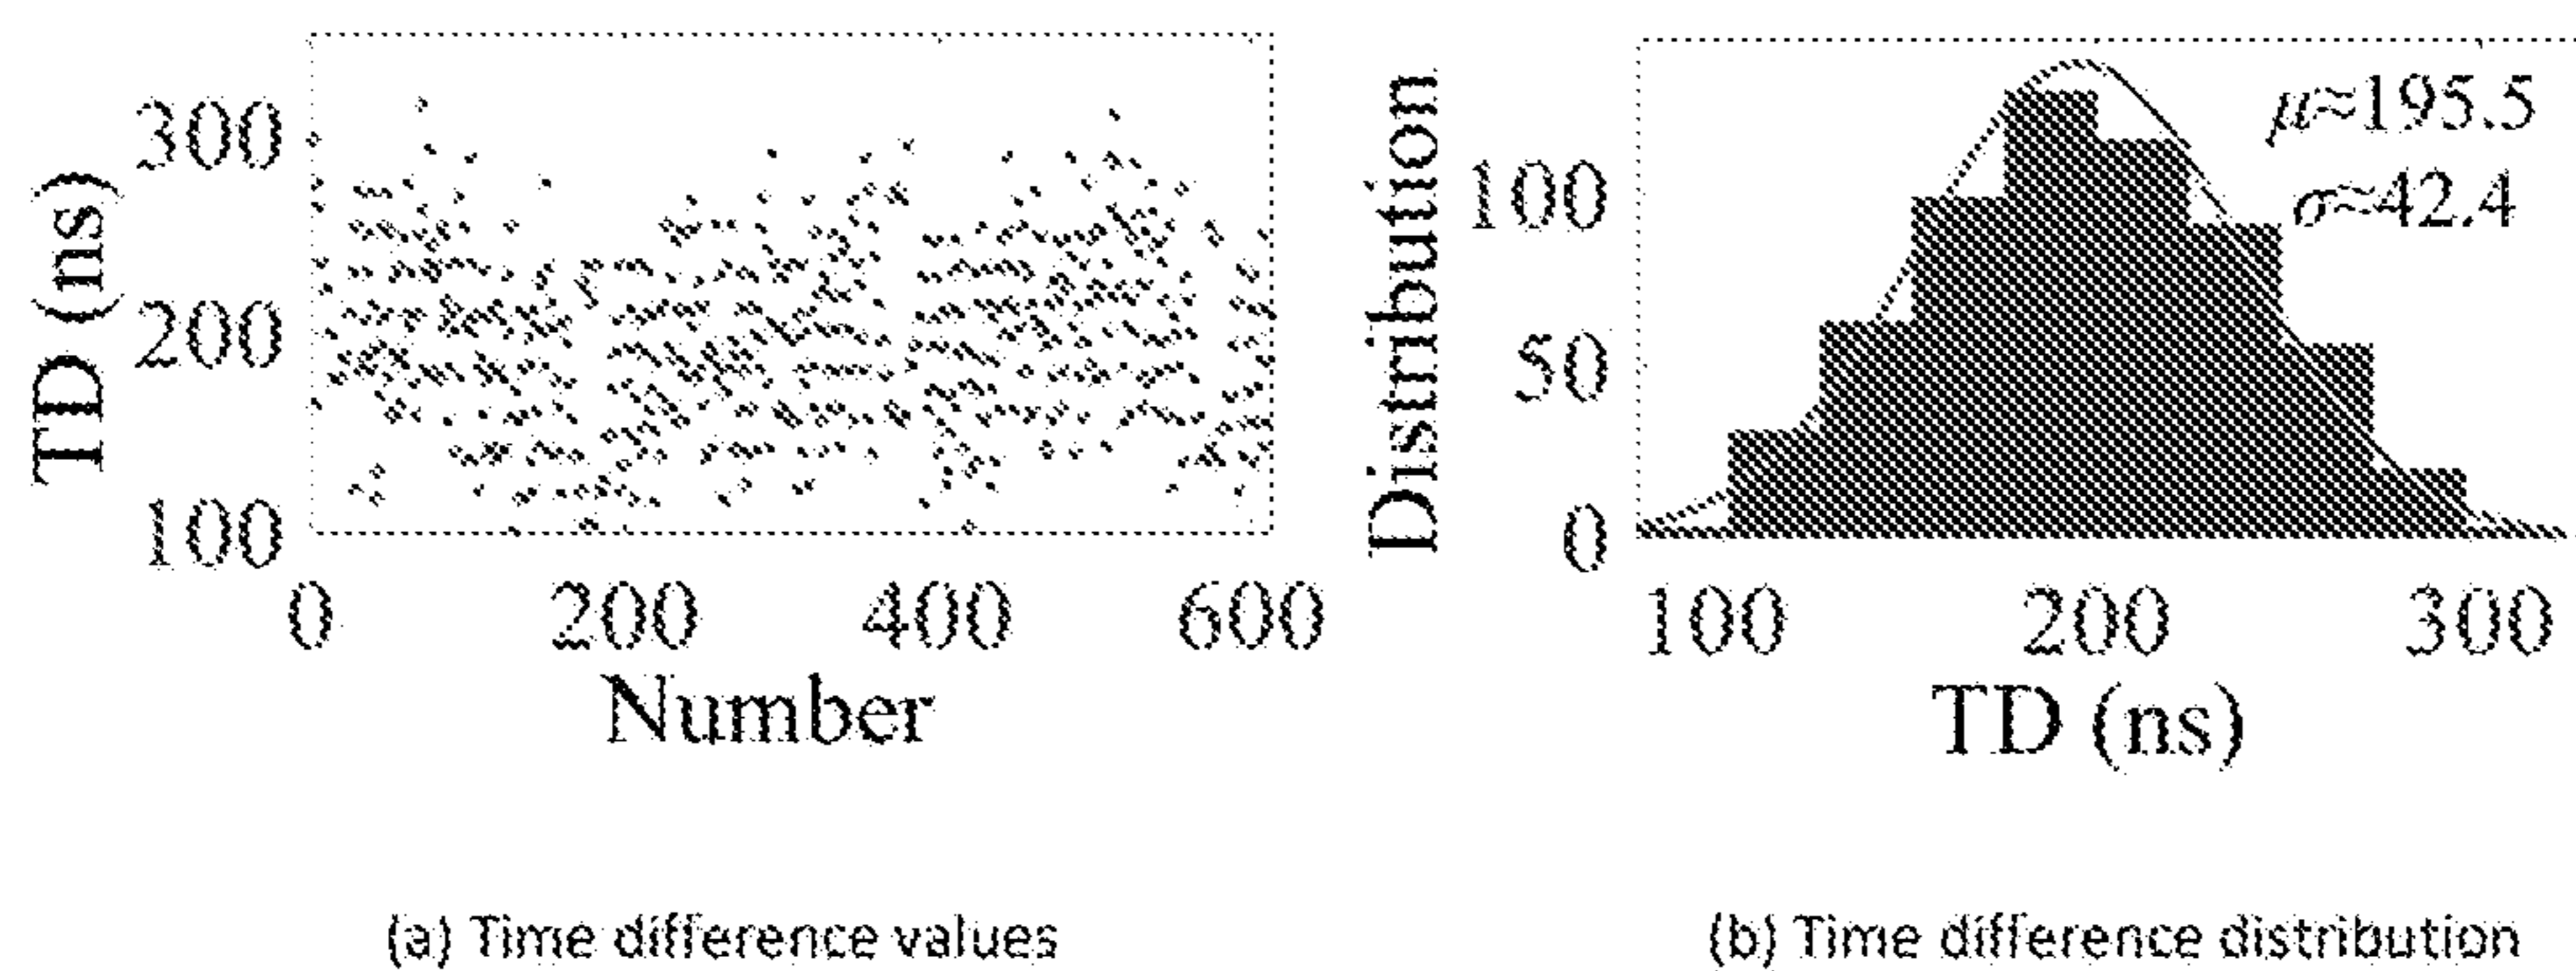 TD (ns)
300
200
100
0 200 400 600
Number
(a) Time difference values
Distribution
100
50
0
μ≈195.5
σ≈42.4
100 200 300
TD (ns)
(b) Time difference distribution